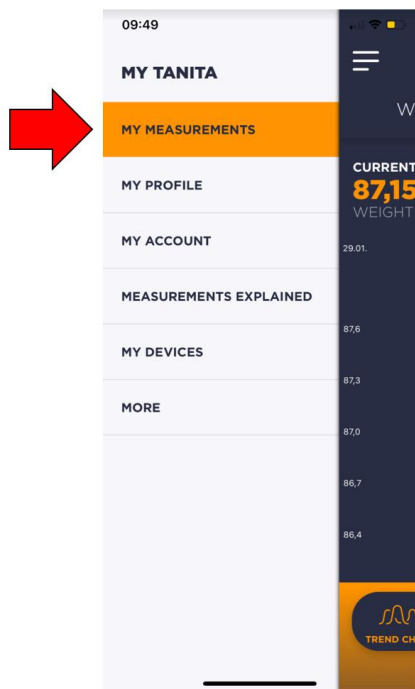 09:49
MY TANITA
MY MEASUREMENTS
MY PROFILE
MY ACCOUNT
MEASUREMENTS EXPLAINED
MY DEVICES
MORE
W
CURRENT
87,15
WEIGHT
29.01.
87,6
87,3
87,0
86,7
86,4
TREND CH